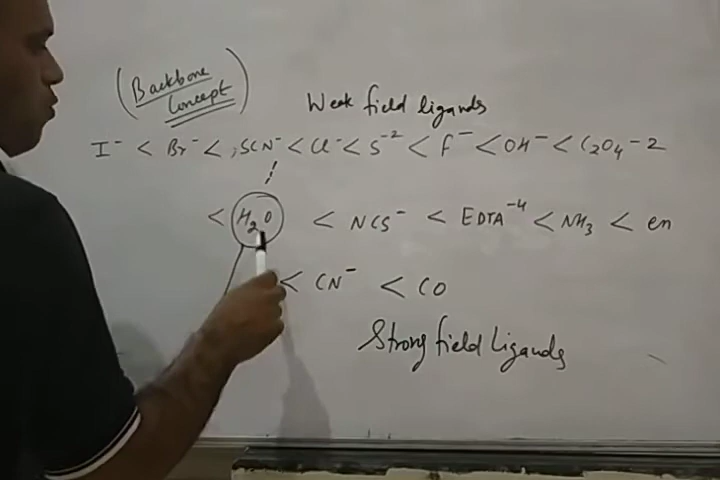 (Backbone
Concept)
Weak field ligands
I⁻ < Br⁻ < ;SCN⁻ < Cl⁻ < S⁻² < F⁻ < OH⁻ < C₂O₄-2
< H₂O < NCS⁻ < EDTA⁻⁴ < NH₃ < en
< CN⁻ < CO
Strong field Ligands